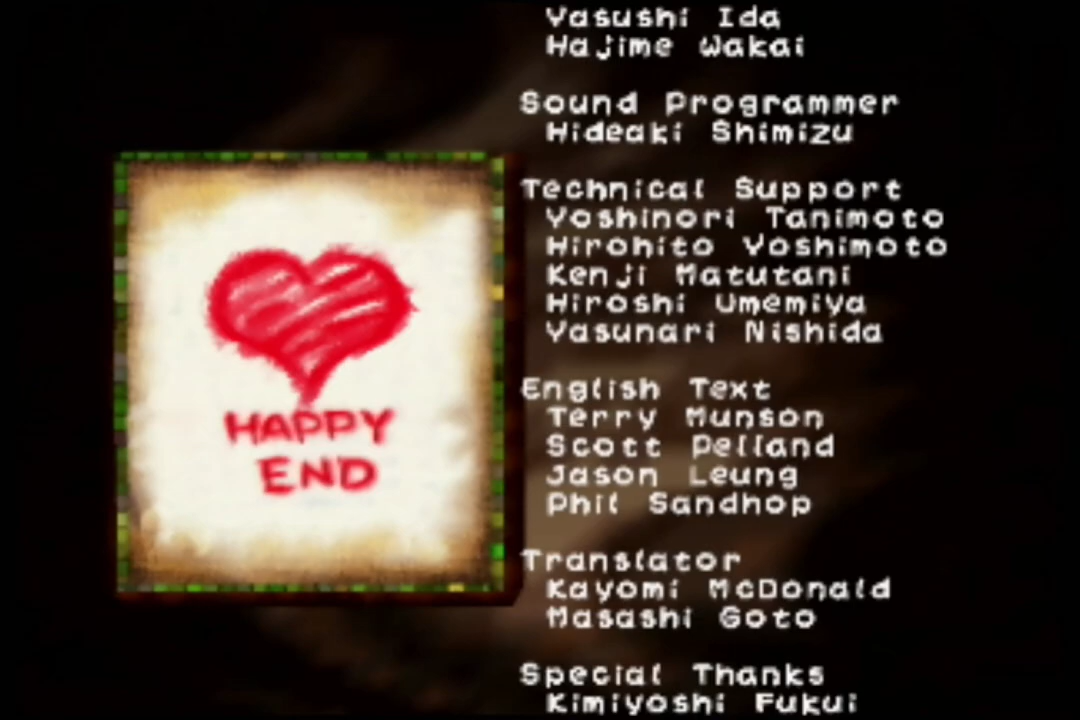 HAPPY
END
Yasushi Ida
Hajime Wakai
Sound Programmer
Hideaki Shimizu
Technical Support
Yoshinori Tanimoto
Hirohito Yoshimoto
Kenji Matutani
Hiroshi Umemiya
Yasunari Nishida
English Text
Terry Munson
Scott Pelland
Jason Leung
Phil Sandhop
Translator
Kayomi McDonald
Masashi Goto
Special Thanks
Kimiyoshi Fukui